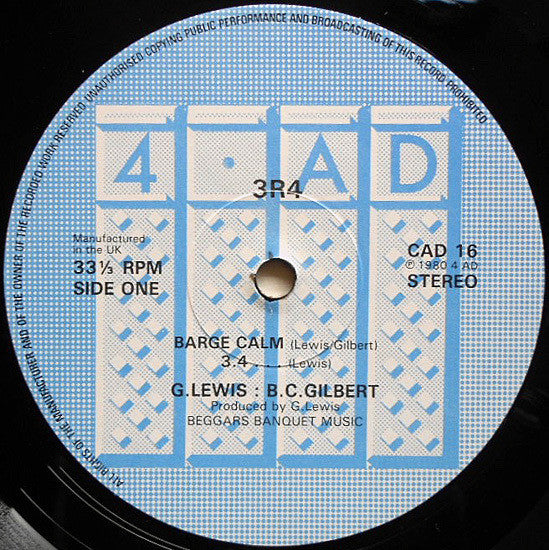 ALL RIGHTS OF THE MANUFACTURER AND OF THE OWNER OF THE RECORDED WORK RESERVED. UNAUTHORISED COPYING PUBLIC PERFORMANCE AND BROADCASTING OF THIS RECORD PROHIBITED.
4·AD
3R4
Manufactured
in the UK
33⅓ RPM
SIDE ONE
CAD 16
℗ 1980 4 AD
STEREO
BARGE CALM (Lewis/Gilbert)
3.4..... (Lewis)
G.LEWIS : B.C.GILBERT
Produced by G.Lewis
BEGGARS BANQUET MUSIC